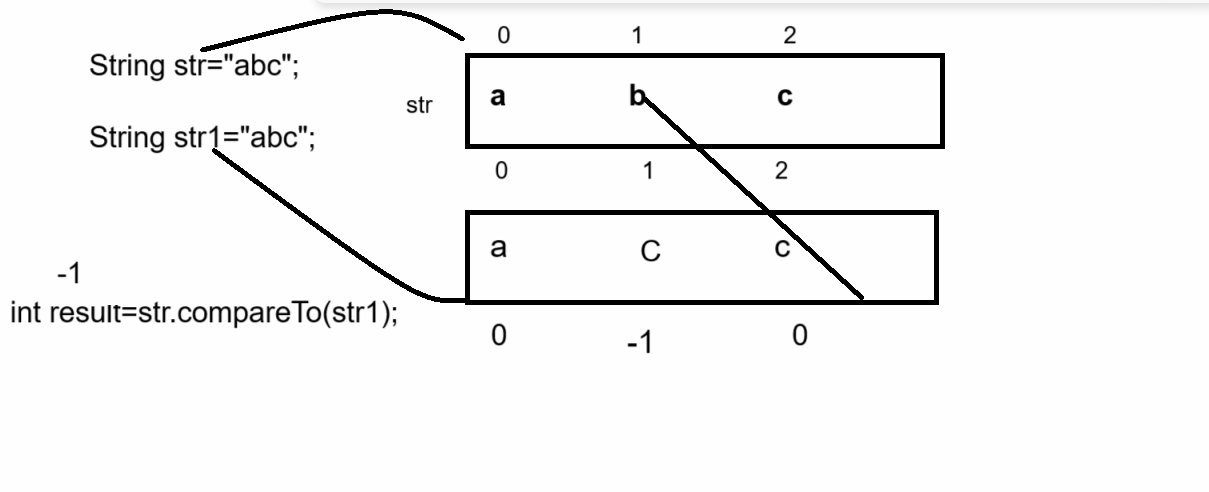 0 1 2
String str="abc";
str
a b c
String str1="abc";
0 1 2
a C c
-1
int result=str.compareTo(str1);
0 -1 0